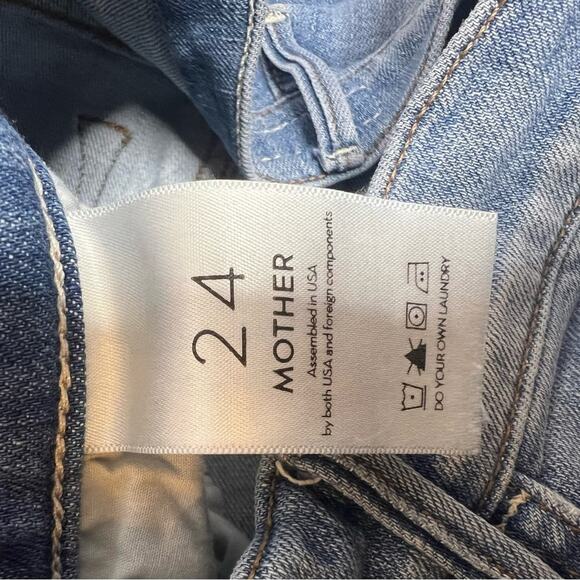 24
MOTHER
Assembled in USA
by both USA and foreign components
DO YOUR OWN LAUNDRY